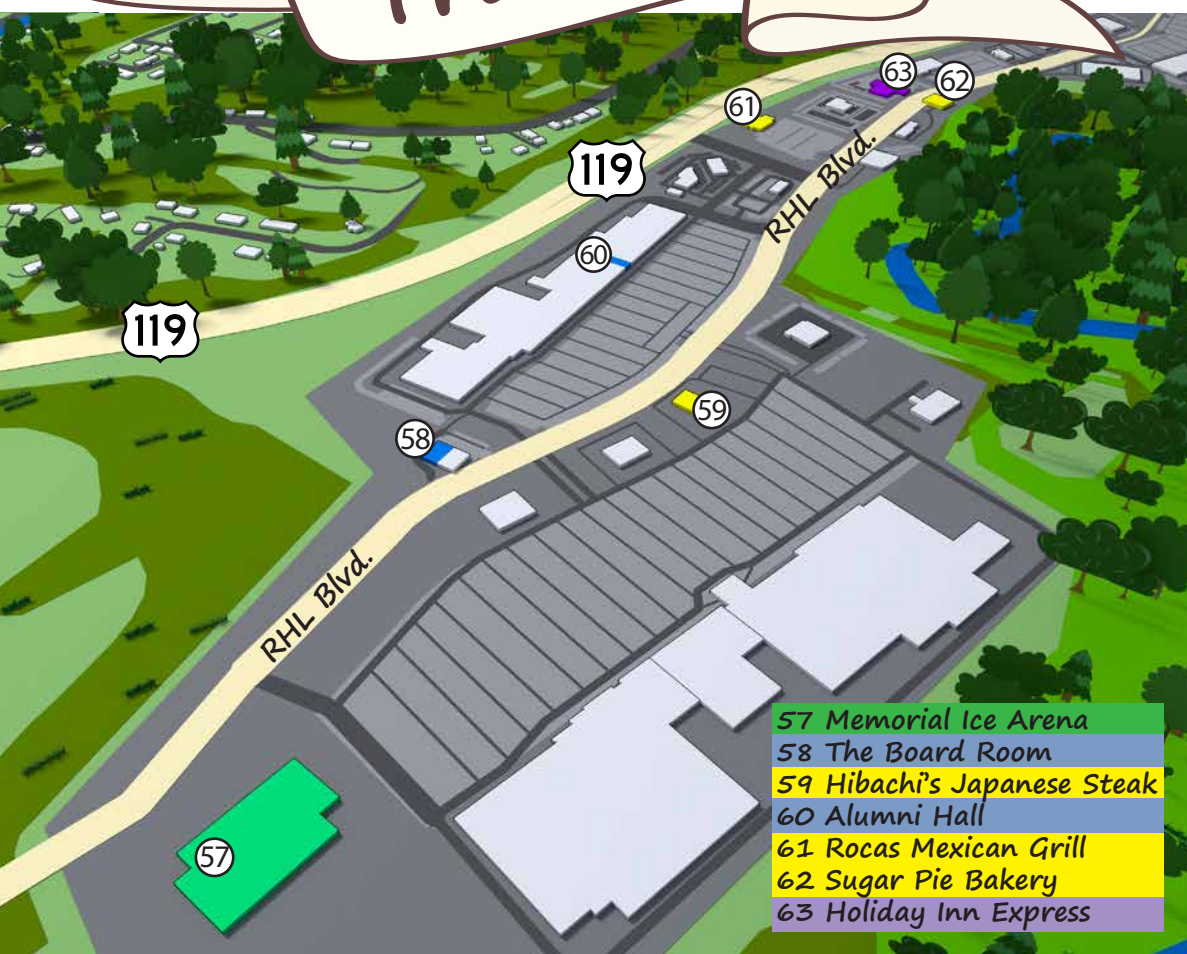 63
62
61
119
RHL Blvd.
60
119
59
58
RHL Blvd.
57
57 Memorial Ice Arena
58 The Board Room
59 Hibachi's Japanese Steak
60 Alumni Hall
61 Rocas Mexican Grill
62 Sugar Pie Bakery
63 Holiday Inn Express